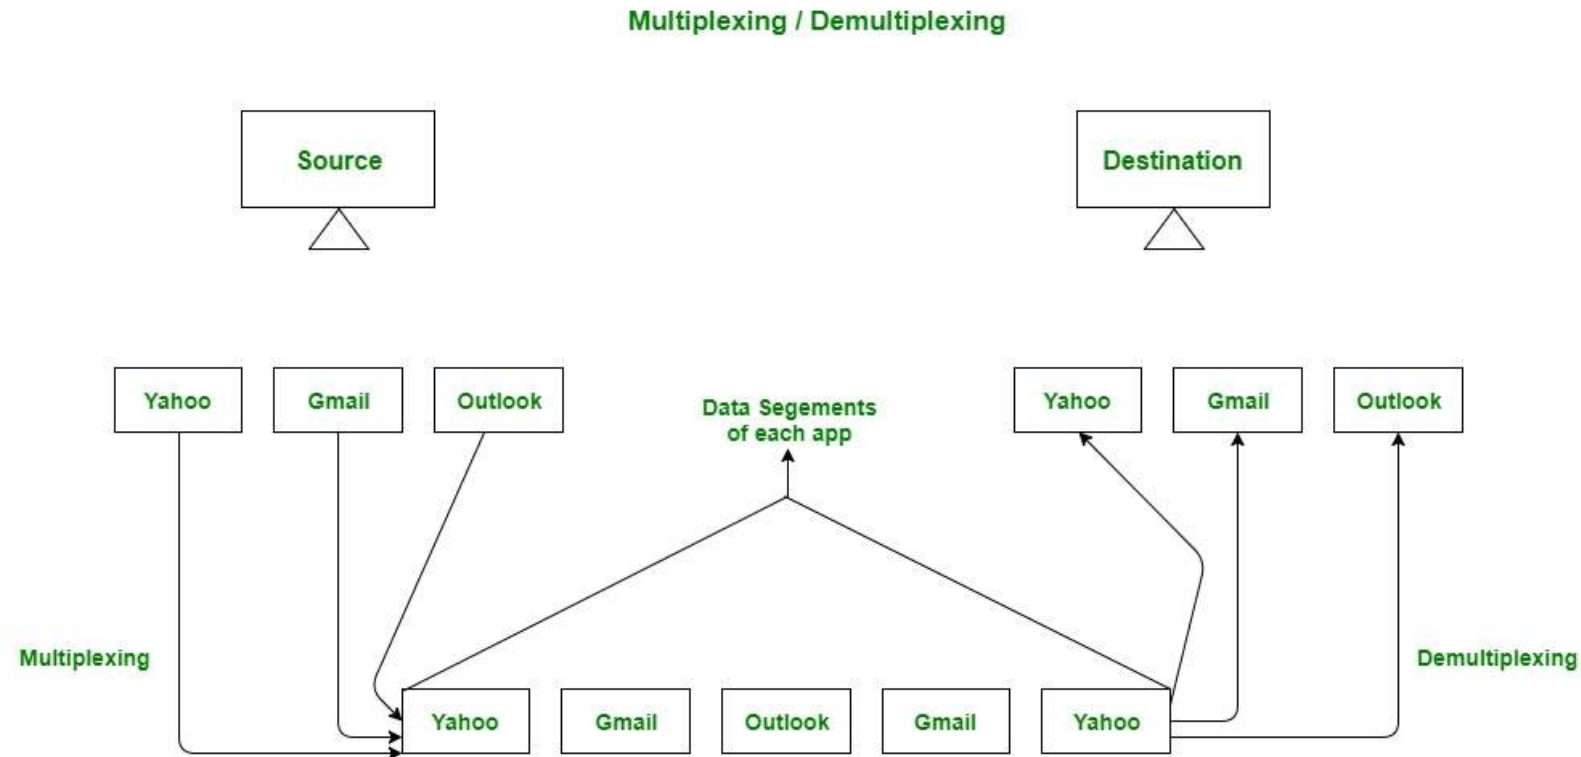 Multiplexing / Demultiplexing
Source
Destination
Yahoo
Gmail
Outlook
Data Segements
of each app
Yahoo
Gmail
Outlook
Multiplexing
Demultiplexing
Yahoo
Gmail
Outlook
Gmail
Yahoo